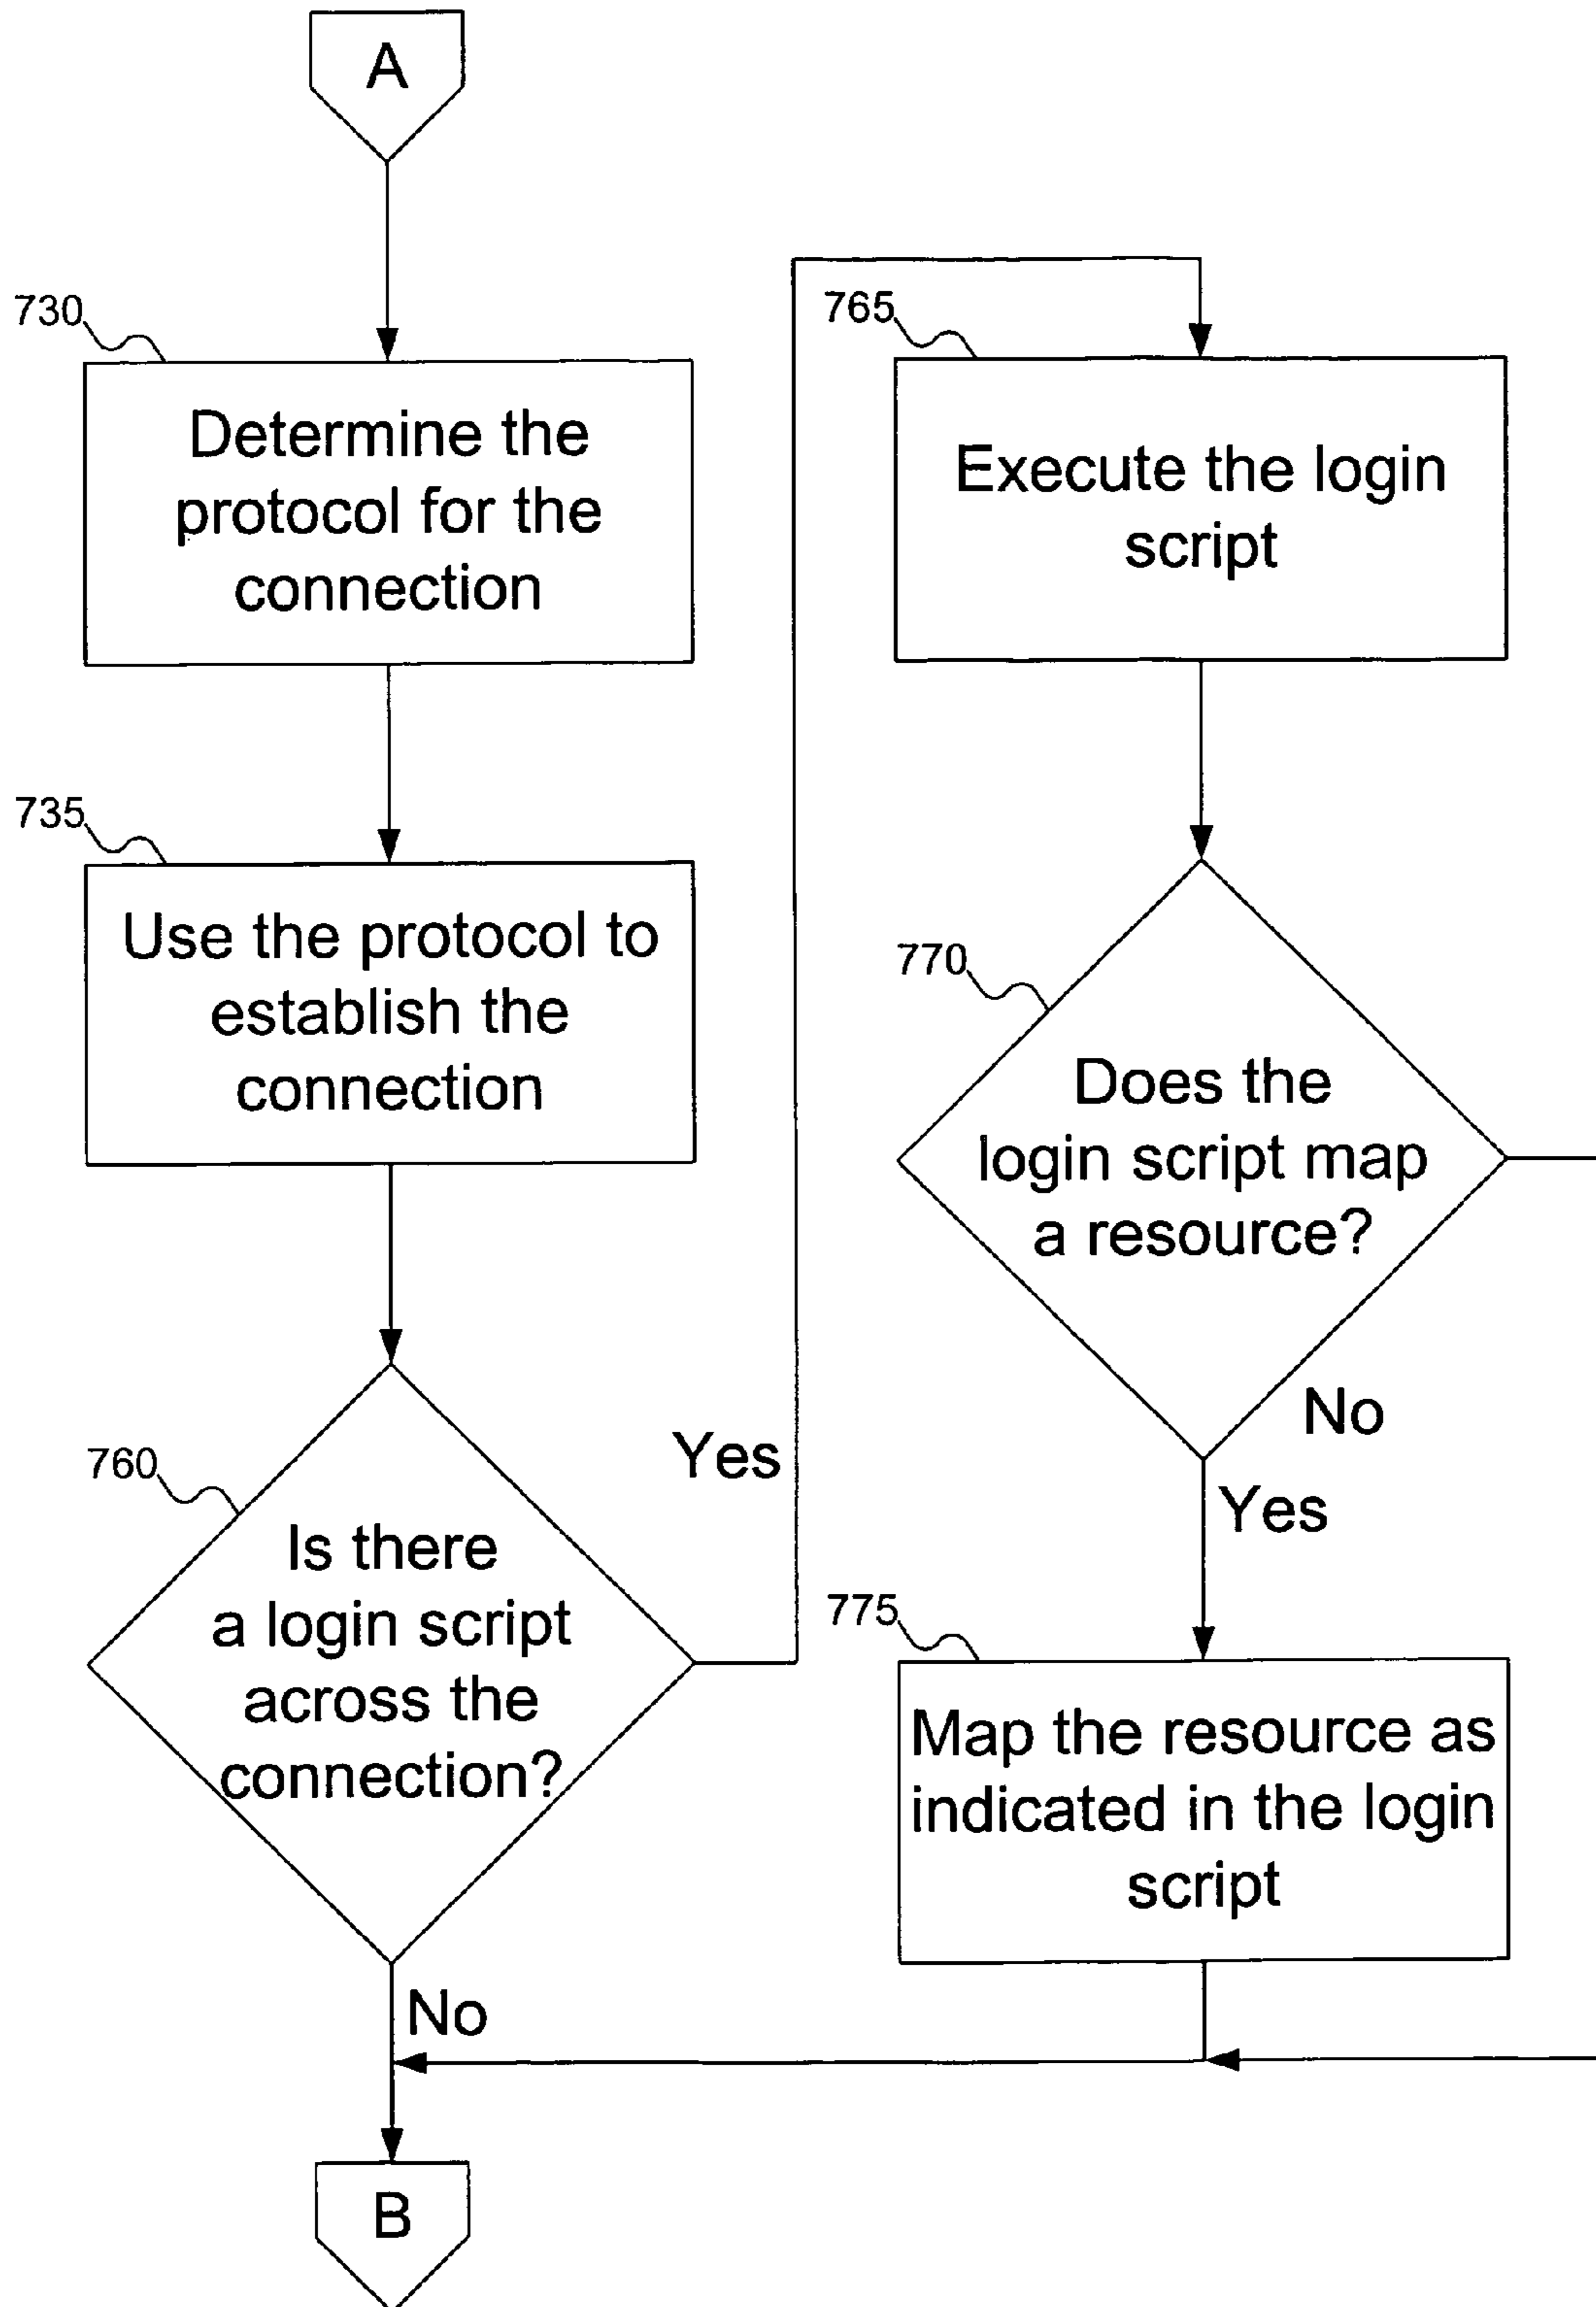 A
730
Determine the
protocol for the
connection
735
Use the protocol to
establish the
connection
760
Is there
a login script
across the
connection?
Yes
No
B
765
Execute the login
script
770
Does the
login script map
a resource?
No
Yes
775
Map the resource as
indicated in the login
script